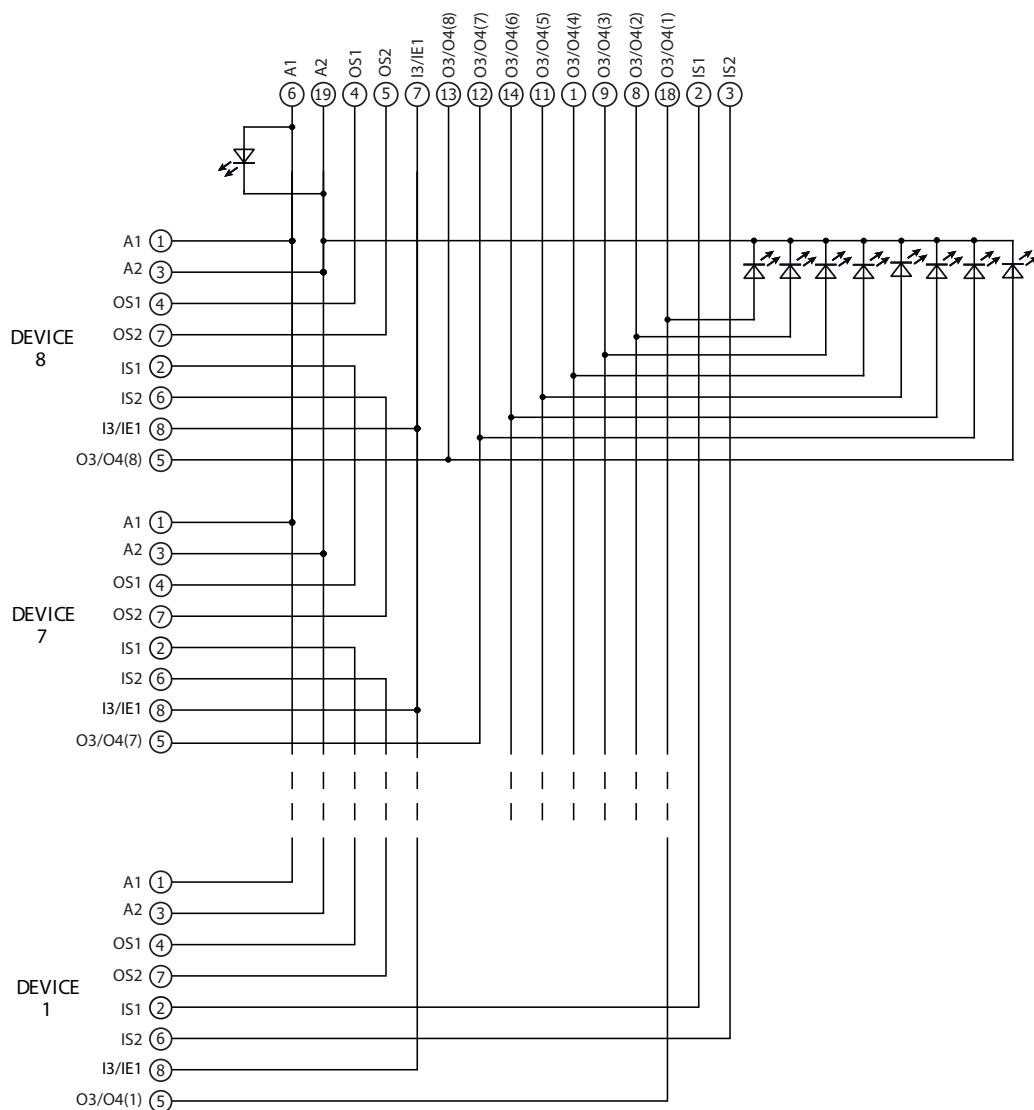 A1
A2
OS1
OS2
I3/IE1
O3/O4(8)
O3/O4(7)
O3/O4(6)
O3/O4(5)
O3/O4(4)
O3/O4(3)
O3/O4(2)
O3/O4(1)
IS1
IS2
6 19 4 5 7 13 12 14 11 1 9 8 18 2 3
DEVICE
8
A1 1
A2 3
OS1 4
OS2 7
IS1 2
IS2 6
I3/IE1 8
O3/O4(8) 5
DEVICE
7
A1 1
A2 3
OS1 4
OS2 7
IS1 2
IS2 6
I3/IE1 8
O3/O4(7) 5
DEVICE
1
A1 1
A2 3
OS1 4
OS2 7
IS1 2
IS2 6
I3/IE1 8
O3/O4(1) 5